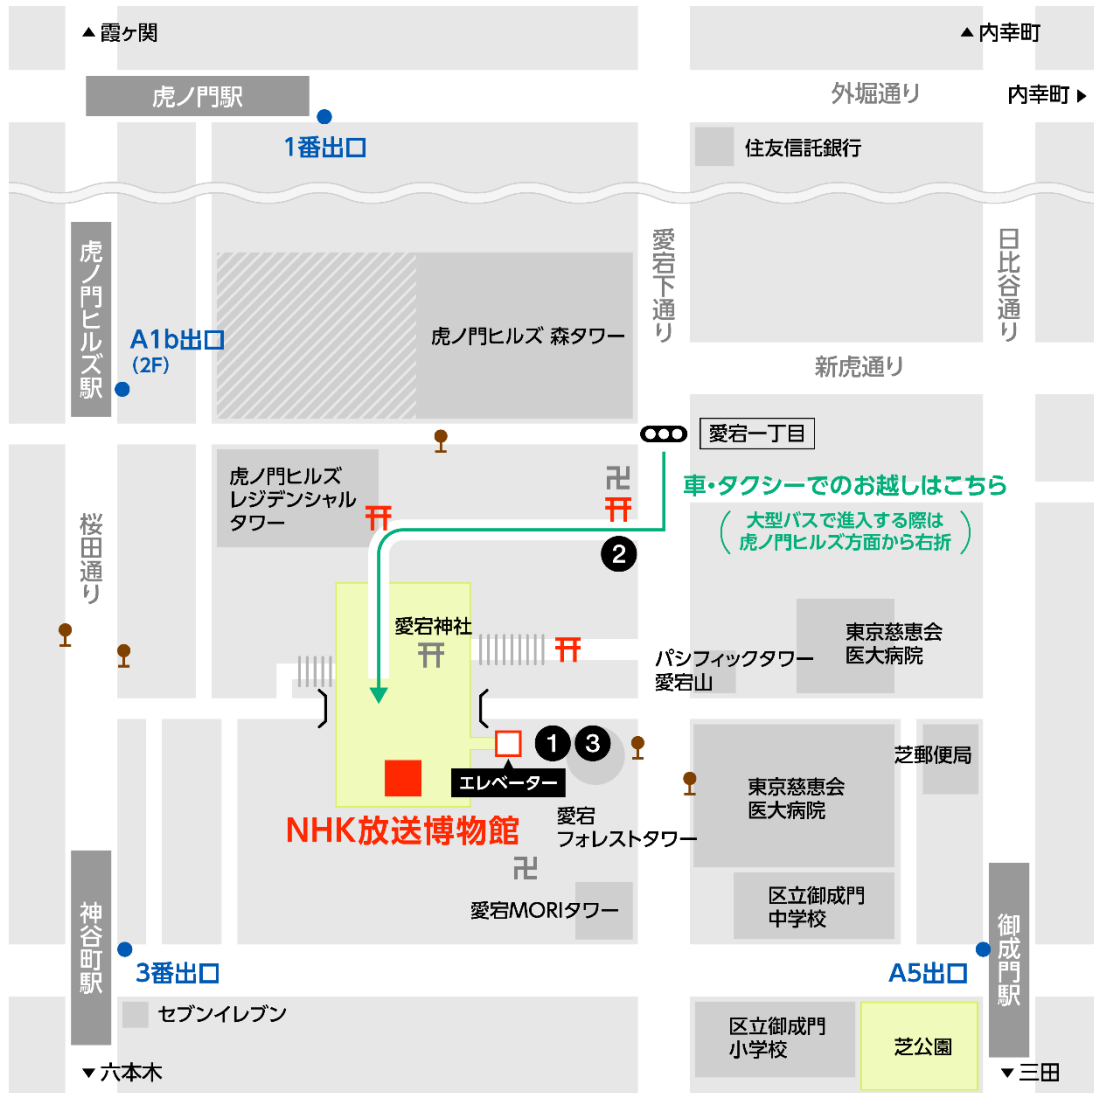 ▲霞ヶ関
▲内幸町
虎ノ門駅
外堀通り
内幸町▶
1番出口
住友信託銀行
虎ノ門ヒルズ駅
愛宕下通り
日比谷通り
A1b出口
(2F)
虎ノ門ヒルズ 森タワー
新虎通り
愛宕一丁目
虎ノ門ヒルズ
レジデンシャル
タワー
車・タクシーでのお越しはこちら
(大型バスで進入する際は
虎ノ門ヒルズ方面から右折)
桜田通り
2
愛宕神社
東京慈恵会
医大病院
パシフィックタワー
愛宕山
1 3
エレベーター
芝郵便局
東京慈恵会
医大病院
NHK放送博物館
愛宕
フォレストタワー
愛宕MORIタワー
区立御成門
中学校
神谷町駅
御成門駅
3番出口
A5出口
セブンイレブン
区立御成門
小学校
芝公園
▼六本木
▼三田